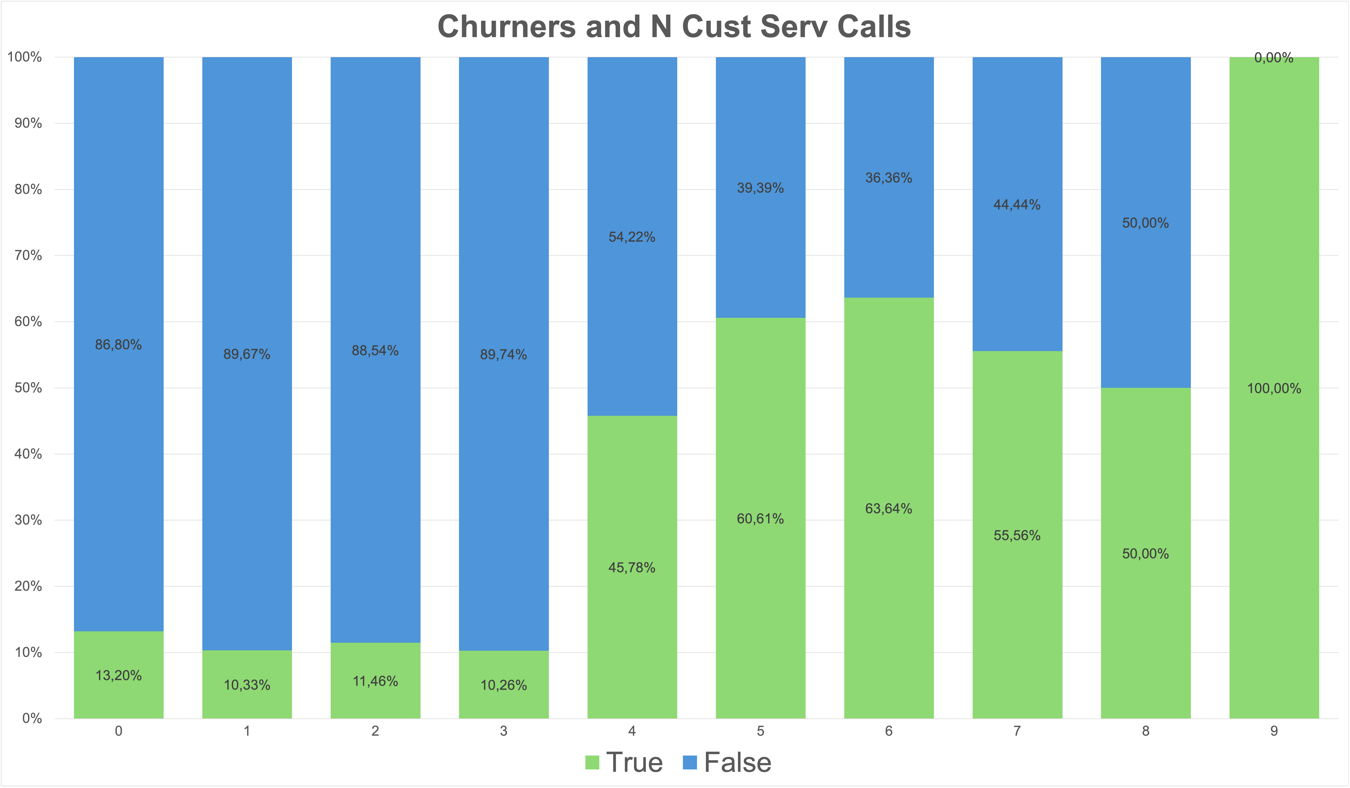 Churners and N Cust Serv Calls
100%
90%
80%
70%
60%
50%
40%
30%
20%
10%
0%
86,80% 89,67% 88,54% 89,74% 54,22% 39,39% 36,36% 44,44% 50,00% 0,00%
13,20% 10,33% 11,46% 10,26% 45,78% 60,61% 63,64% 55,56% 50,00% 100,00%
0 1 2 3 4 5 6 7 8 9
True False